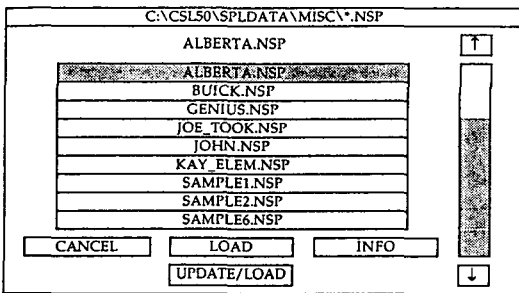 C:\CSL50\SPLDATA\MISC\*.NSP
ALBERTA.NSP
↑
ALBERTA.NSP
BUICK.NSP
GENIUS.NSP
JOE_TOOK.NSP
JOHN.NSP
KAY_ELEM.NSP
SAMPLE1.NSP
SAMPLE2.NSP
SAMPLE6.NSP
CANCEL LOAD INFO
UPDATE/LOAD ↓